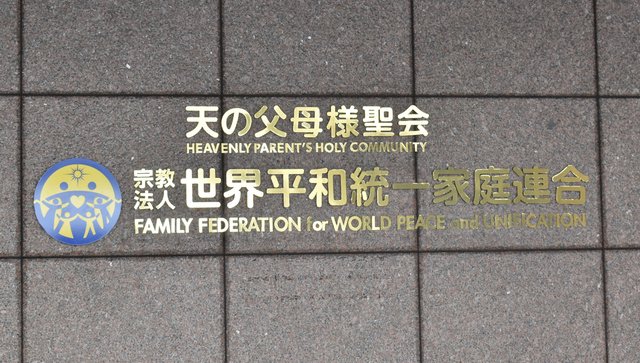 天の父母様聖会
HEAVENLY PARENT'S HOLY COMMUNITY
宗教法人 世界平和統一家庭連合
FAMILY FEDERATION for WORLD PEACE and UNIFICATION